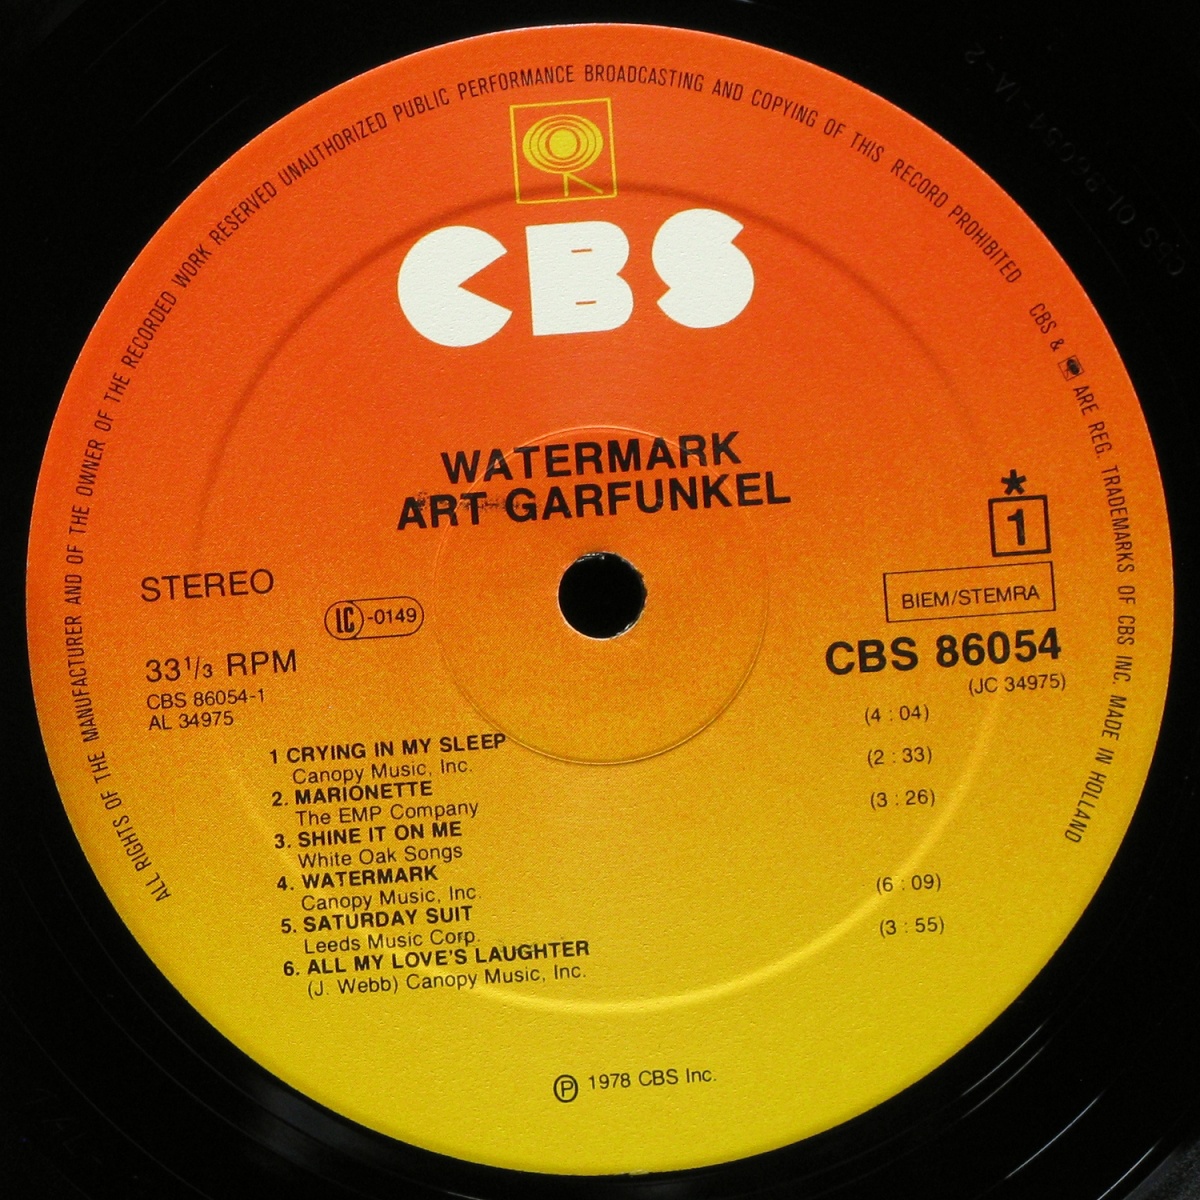 ALL RIGHTS OF THE MANUFACTURER AND OF THE OWNER OF THE RECORDED WORK RESERVED UNAUTHORIZED PUBLIC PERFORMANCE BROADCASTING AND COPYING OF THIS RECORD PROHIBITED CBS & ARE REG. TRADEMARKS OF CBS INC. MADE IN HOLLAND
CBS
WATERMARK
ART GARFUNKEL
*
1
STEREO
LC-0149
BIEM/STEMRA
33 1/3 RPM
CBS 86054
CBS 86054-1
(JC 34975)
AL 34975
(4 : 04)
1 CRYING IN MY SLEEP
Canopy Music, Inc.
(2 : 33)
2. MARIONETTE
The EMP Company
(3 : 26)
3. SHINE IT ON ME
White Oak Songs
4. WATERMARK
Canopy Music, Inc.
(6 : 09)
5. SATURDAY SUIT
Leeds Music Corp.
(3 : 55)
6. ALL MY LOVE'S LAUGHTER
(J. Webb) Canopy Music, Inc.
Ⓟ 1978 CBS Inc.